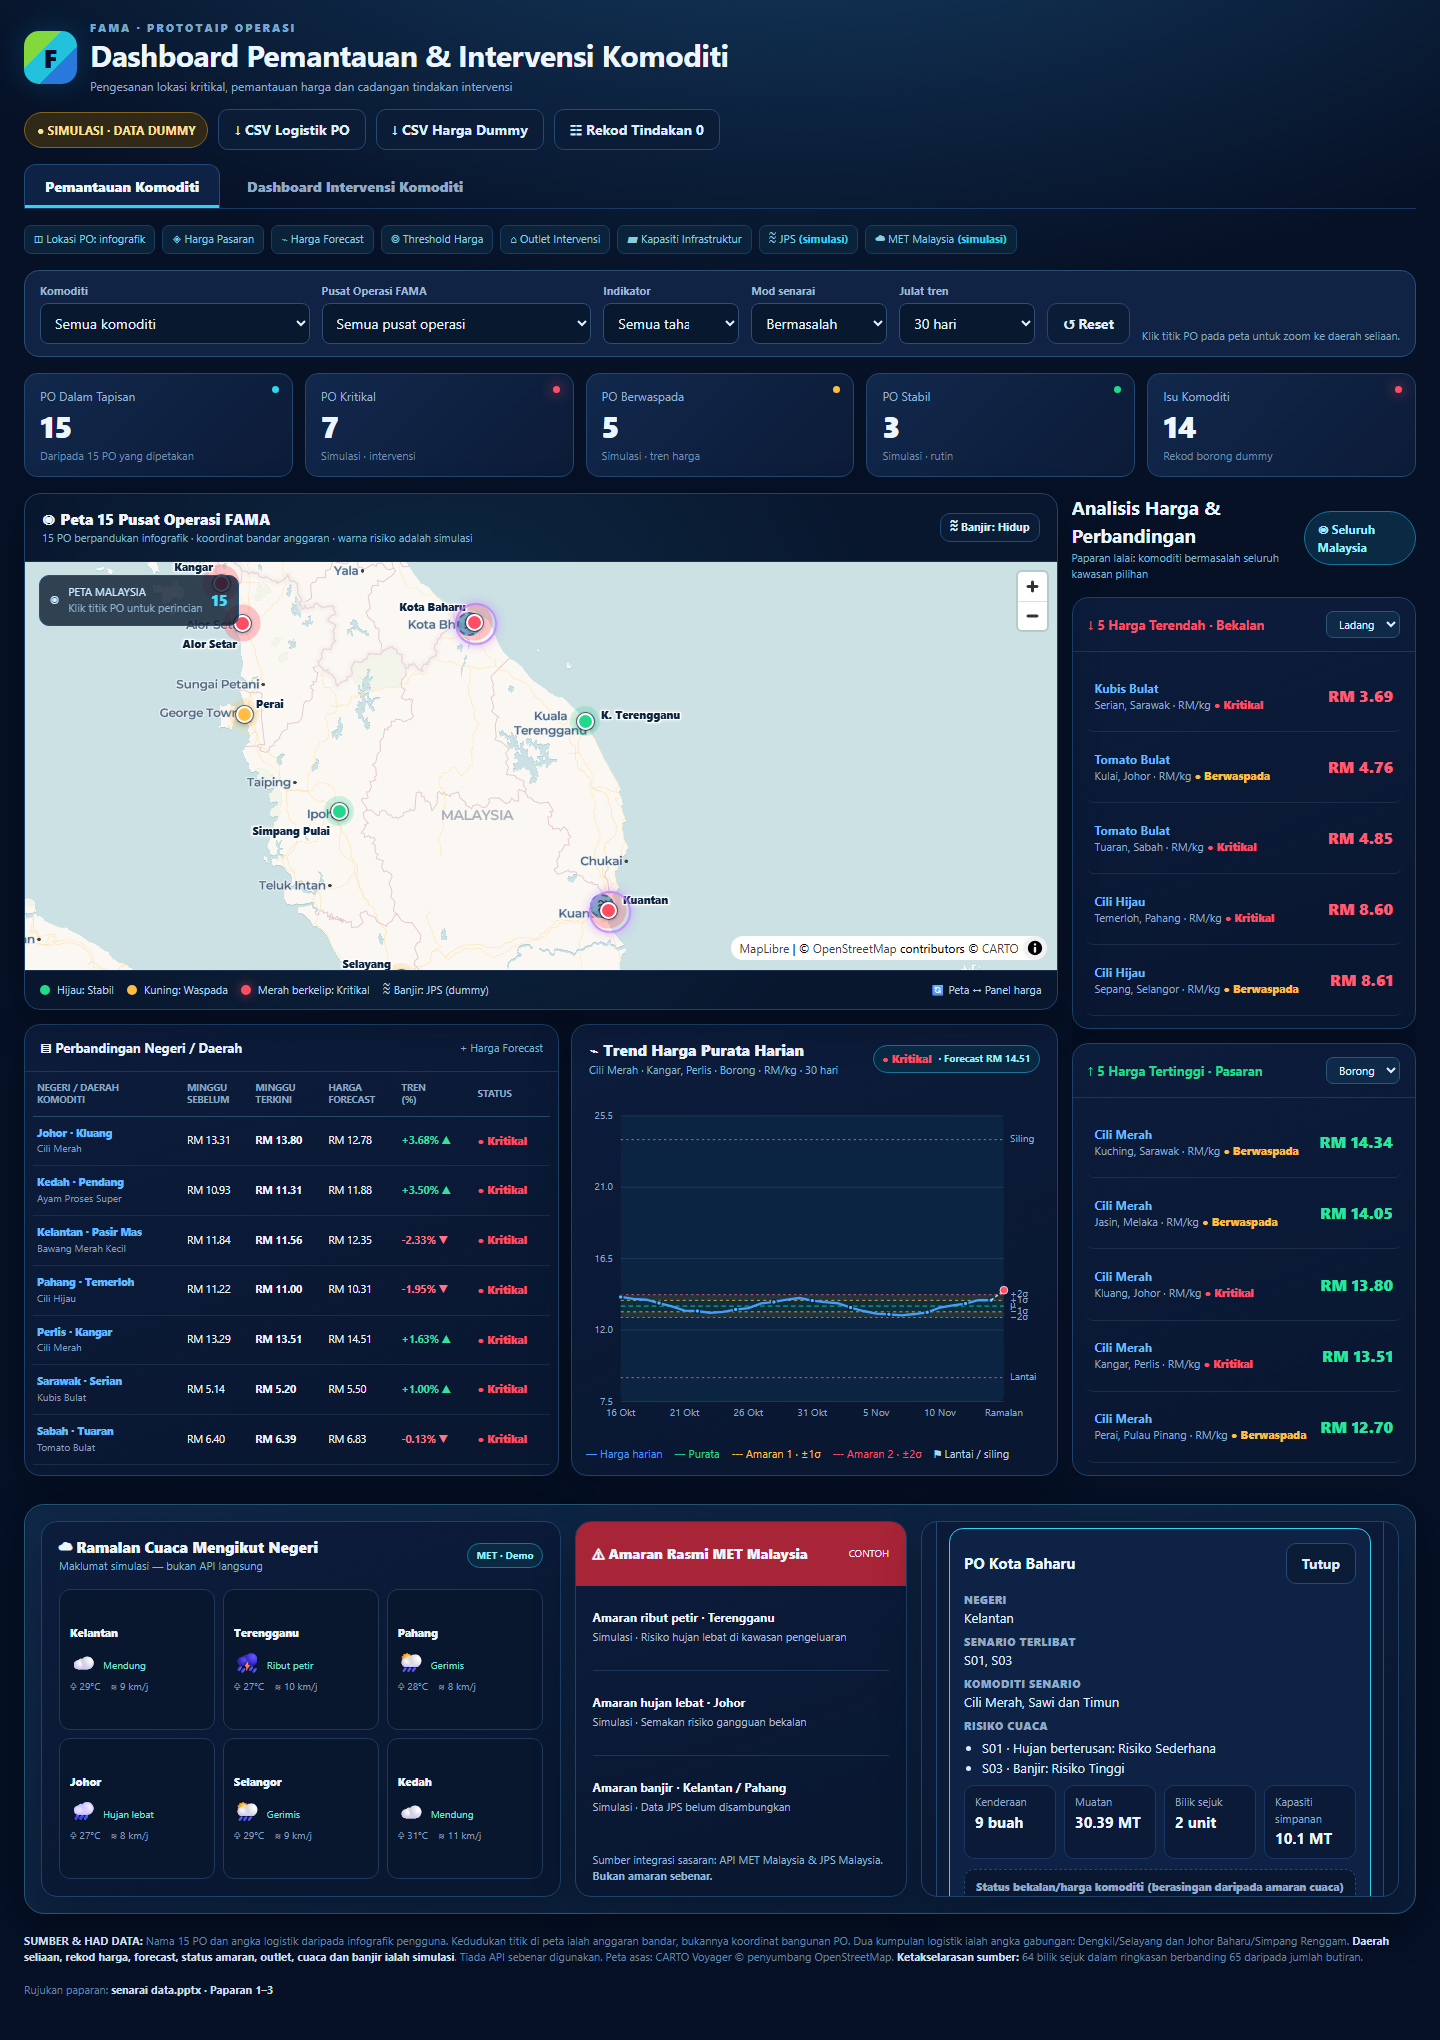 FAMA · PROTOTAIP OPERASI
F
Dashboard Pemantauan & Intervensi Komoditi
Pengesanan lokasi kritikal, pemantauan harga dan cadangan tindakan intervensi
● SIMULASI · DATA DUMMY
↓ CSV Logistik PO
↓ CSV Harga Dummy
☷ Rekod Tindakan 0
Pemantauan Komoditi
Dashboard Intervensi Komoditi
Lokasi PO: infografik
Harga Pasaran
Harga Forecast
Threshold Harga
Outlet Intervensi
Kapasiti Infrastruktur
JPS (simulasi)
MET Malaysia (simulasi)
Komoditi
Pusat Operasi FAMA
Indikator
Mod senarai
Julat tren
Semua komoditi
Semua pusat operasi
Semua taha
Bermasalah
30 hari
↺ Reset
Klik titik PO pada peta untuk zoom ke daerah seliaan.
PO Dalam Tapisan
15
Daripada 15 PO yang dipetakan
PO Kritikal
7
Simulasi · intervensi
PO Berwaspada
5
Simulasi · tren harga
PO Stabil
3
Simulasi · rutin
Isu Komoditi
14
Rekod borong dummy
Peta 15 Pusat Operasi FAMA
15 PO berpandukan infografik · koordinat bandar anggaran · warna risiko adalah simulasi
Banjir: Hidup
PETA MALAYSIA
Klik titik PO untuk perincian
15
+
−
Kangar
Yala
Kota Baharu
Kota Bh
Alor Setar
Alor Setar
Sungai Petani
George Town
Perai
Kuala Terengganu
K. Terengganu
Taiping
Ipoh
Simpang Pulai
MALAYSIA
Chukai
Teluk Intan
Kuan
Kuantan
n
Selayang
MapLibre | © OpenStreetMap contributors © CARTO
Hijau: Stabil
Kuning: Waspada
Merah berkelip: Kritikal
Banjir: JPS (dummy)
Peta ↔ Panel harga
Analisis Harga & Perbandingan
Paparan lalai: komoditi bermasalah seluruh kawasan pilihan
Seluruh Malaysia
↓ 5 Harga Terendah · Bekalan
Ladang
Kubis Bulat
Serian, Sarawak · RM/kg ● Kritikal
RM 3.69
Tomato Bulat
Kulai, Johor · RM/kg ● Berwaspada
RM 4.76
Tomato Bulat
Tuaran, Sabah · RM/kg ● Kritikal
RM 4.85
Cili Hijau
Temerloh, Pahang · RM/kg ● Kritikal
RM 8.60
Cili Hijau
Sepang, Selangor · RM/kg ● Berwaspada
RM 8.61
↑ 5 Harga Tertinggi · Pasaran
Borong
Cili Merah
Kuching, Sarawak · RM/kg ● Berwaspada
RM 14.34
Cili Merah
Jasin, Melaka · RM/kg ● Berwaspada
RM 14.05
Cili Merah
Kluang, Johor · RM/kg ● Kritikal
RM 13.80
Cili Merah
Kangar, Perlis · RM/kg ● Kritikal
RM 13.51
Cili Merah
Perai, Pulau Pinang · RM/kg ● Berwaspada
RM 12.70
Perbandingan Negeri / Daerah
+ Harga Forecast
NEGERI / DAERAH KOMODITI
MINGGU SEBELUM
MINGGU TERKINI
HARGA FORECAST
TREN (%)
STATUS
Johor · Kluang
Cili Merah
RM 13.31 RM 13.80 RM 12.78 +3.68% ▲ ● Kritikal
Kedah · Pendang
Ayam Proses Super
RM 10.93 RM 11.31 RM 11.88 +3.50% ▲ ● Kritikal
Kelantan · Pasir Mas
Bawang Merah Kecil
RM 11.84 RM 11.56 RM 12.35 -2.33% ▼ ● Kritikal
Pahang · Temerloh
Cili Hijau
RM 11.22 RM 11.00 RM 10.31 -1.95% ▼ ● Kritikal
Perlis · Kangar
Cili Merah
RM 13.29 RM 13.51 RM 14.51 +1.63% ▲ ● Kritikal
Sarawak · Serian
Kubis Bulat
RM 5.14 RM 5.20 RM 5.50 +1.00% ▲ ● Kritikal
Sabah · Tuaran
Tomato Bulat
RM 6.40 RM 6.39 RM 6.83 -0.13% ▼ ● Kritikal
Trend Harga Purata Harian
Cili Merah · Kangar, Perlis · Borong · RM/kg · 30 hari
● Kritikal · Forecast RM 14.51
25.5
21.0
16.5
12.0
7.5
Siling
+2σ
+1σ
μ
−1σ
−2σ
Lantai
16 Okt
21 Okt
26 Okt
31 Okt
5 Nov
10 Nov
Ramalan
— Harga harian
— Purata
--- Amaran 1 · ±1σ
--- Amaran 2 · ±2σ
⚑ Lantai / siling
Ramalan Cuaca Mengikut Negeri
Maklumat simulasi — bukan API langsung
MET · Demo
Kelantan
Mendung
29°C ≋ 9 km/j
Terengganu
Ribut petir
27°C ≋ 10 km/j
Pahang
Gerimis
28°C ≋ 8 km/j
Johor
Hujan lebat
27°C ≋ 8 km/j
Selangor
Gerimis
29°C ≋ 9 km/j
Kedah
Mendung
31°C ≋ 11 km/j
⚠ Amaran Rasmi MET Malaysia
CONTOH
Amaran ribut petir · Terengganu
Simulasi · Risiko hujan lebat di kawasan pengeluaran
Amaran hujan lebat · Johor
Simulasi · Semakan risiko gangguan bekalan
Amaran banjir · Kelantan / Pahang
Simulasi · Data JPS belum disambungkan
Sumber integrasi sasaran: API MET Malaysia & JPS Malaysia.
Bukan amaran sebenar.
PO Kota Baharu
Tutup
NEGERI
Kelantan
SENARIO TERLIBAT
S01, S03
KOMODITI SENARIO
Cili Merah, Sawi dan Timun
RISIKO CUACA
• S01 · Hujan berterusan: Risiko Sederhana
• S03 · Banjir: Risiko Tinggi
Kenderaan
9 buah
Muatan
30.39 MT
Bilik sejuk
2 unit
Kapasiti simpanan
10.1 MT
Status bekalan/harga komoditi (berasingan daripada amaran cuaca)
SUMBER & HAD DATA: Nama 15 PO dan angka logistik daripada infografik pengguna. Kedudukan titik di peta ialah anggaran bandar, bukannya koordinat bangunan PO. Dua kumpulan logistik ialah angka gabungan: Dengkil/Selayang dan Johor Baharu/Simpang Renggam. Daerah
seliaan, rekod harga, forecast, status amaran, outlet, cuaca dan banjir ialah simulasi. Tiada API sebenar digunakan. Peta asas: CARTO Voyager © penyumbang OpenStreetMap. Ketakselarasan sumber: 64 bilik sejuk dalam ringkasan berbanding 65 daripada jumlah butiran.
Rujukan paparan: senarai data.pptx · Paparan 1–3